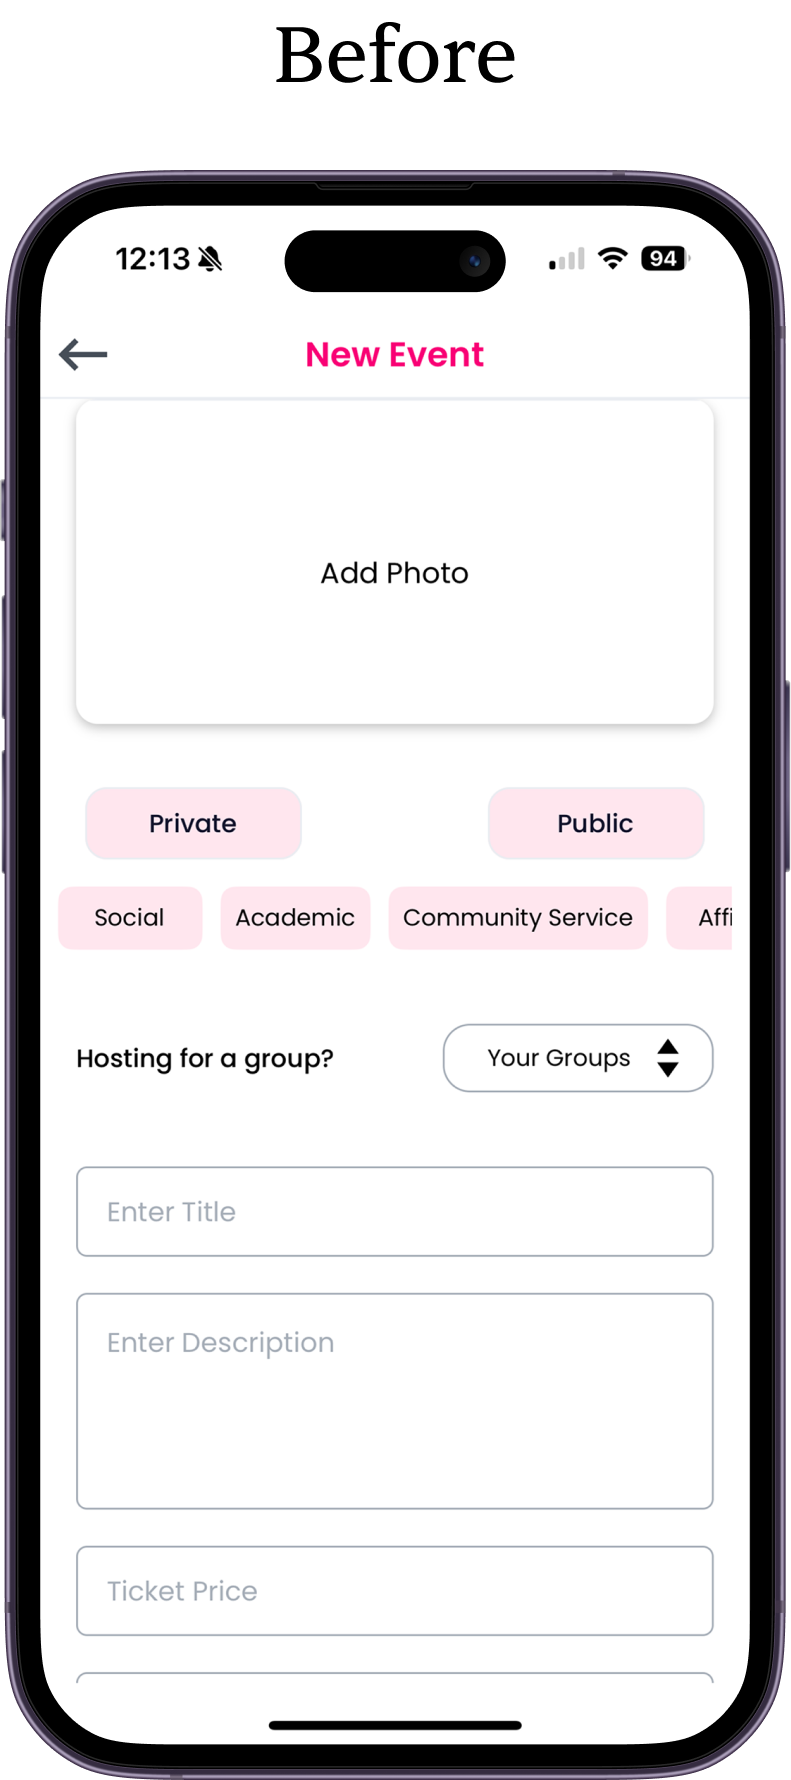 Before
12:13
94
New Event
Add Photo
Private Public
Social Academic Community Service Affi
Hosting for a group? Your Groups
Enter Title
Enter Description
Ticket Price